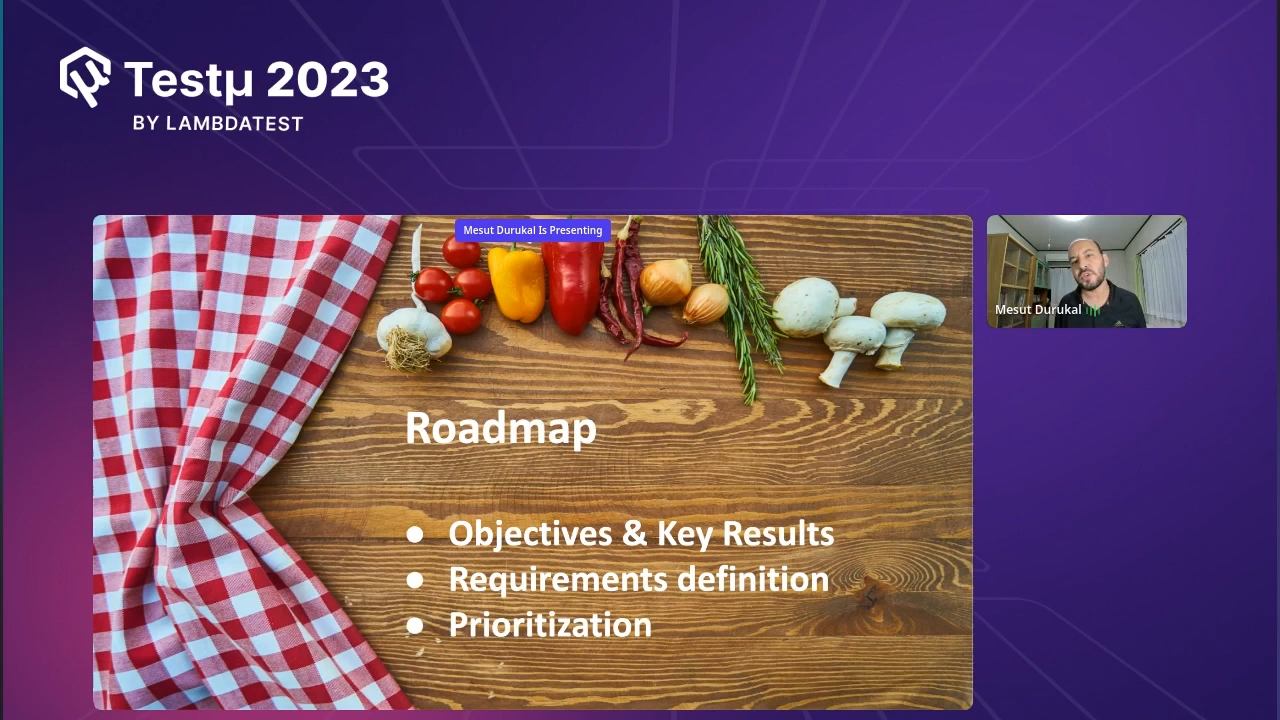 Testμ 2023
BY LAMBDATEST
Mesut Durukal Is Presenting
Mesut Durukal
Roadmap
● Objectives & Key Results
● Requirements definition
● Prioritization